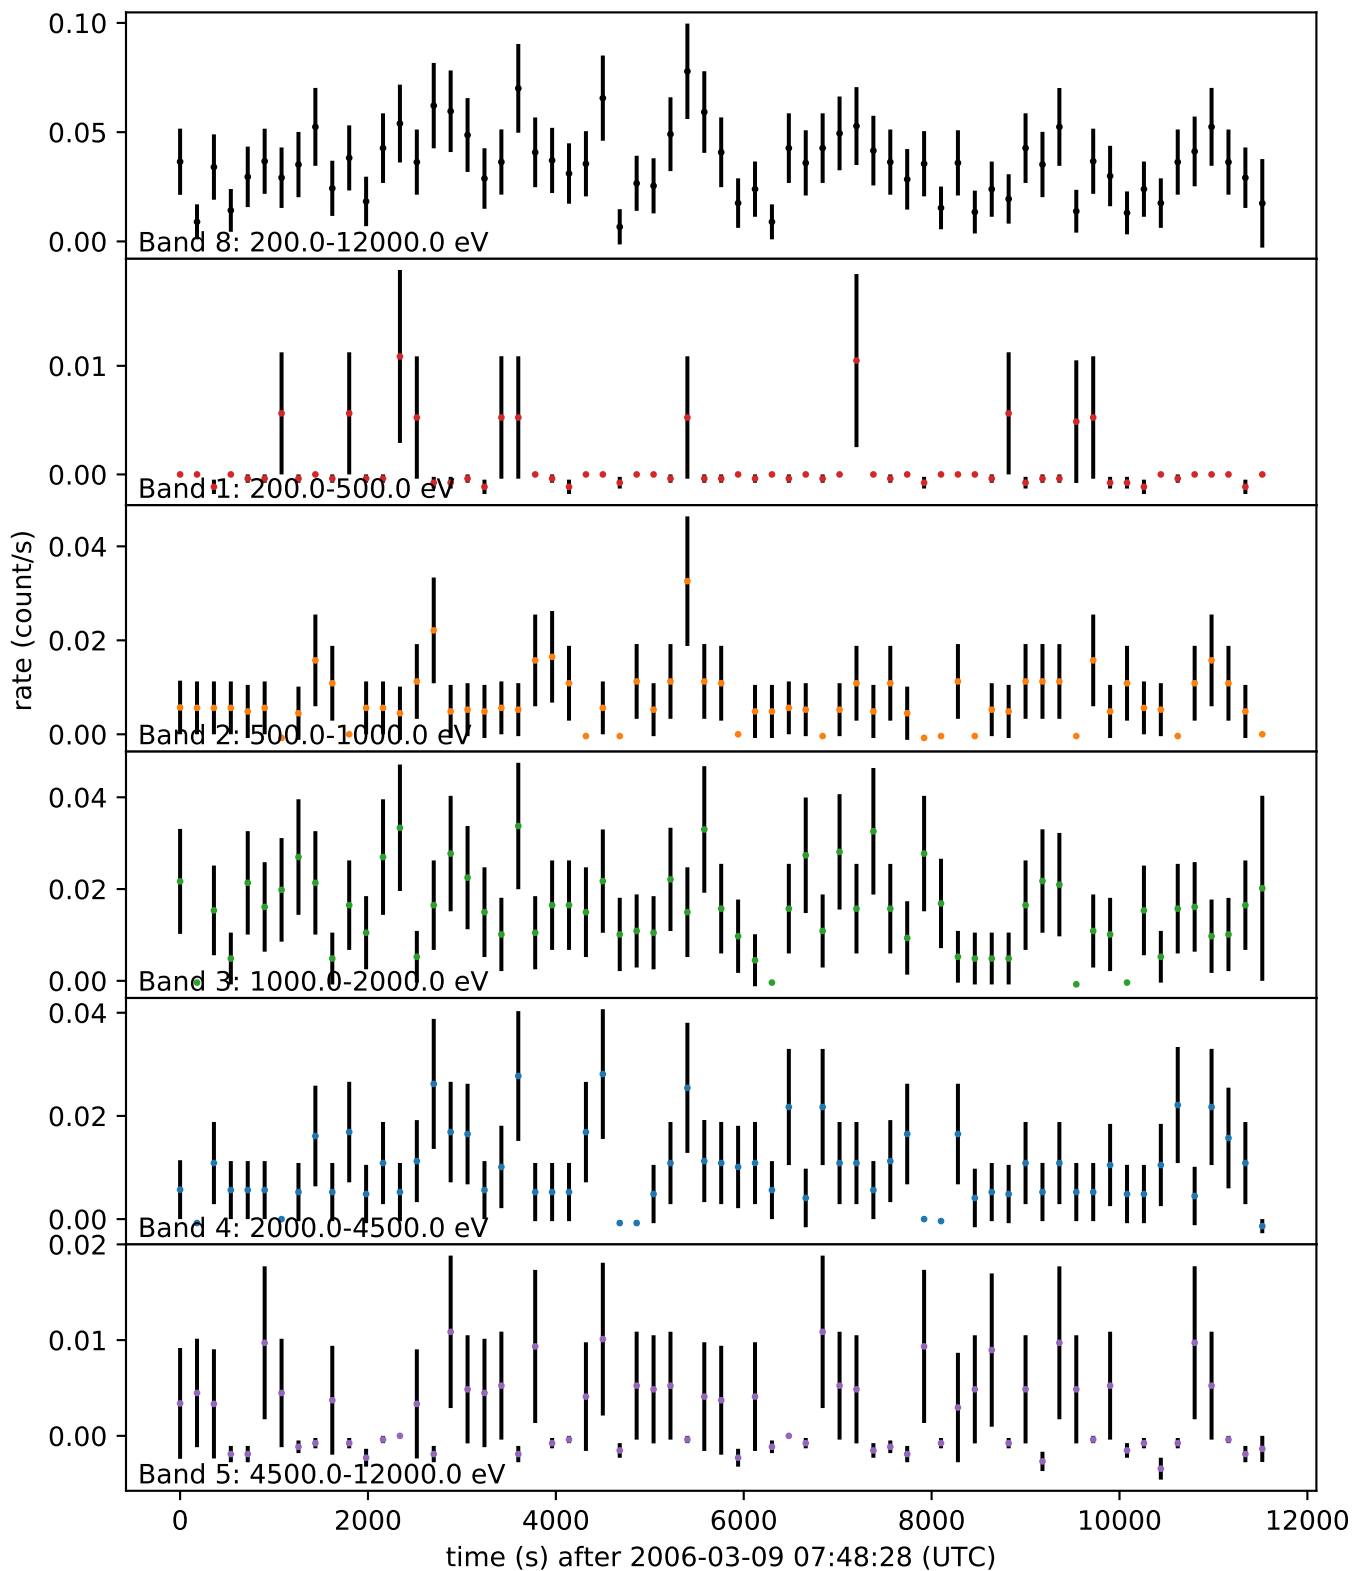 0.10
0.05
0.00
Band 8: 200.0-12000.0 eV
0.01
0.00
Band 1: 200.0-500.0 eV
rate (count/s)
0.04
0.02
0.00
Band 2: 500.0-1000.0 eV
0.04
0.02
0.00
Band 3: 1000.0-2000.0 eV
0.04
0.02
0.00
Band 4: 2000.0-4500.0 eV
0.02
0.01
0.00
Band 5: 4500.0-12000.0 eV
0 2000 4000 6000 8000 10000 12000
time (s) after 2006-03-09 07:48:28 (UTC)